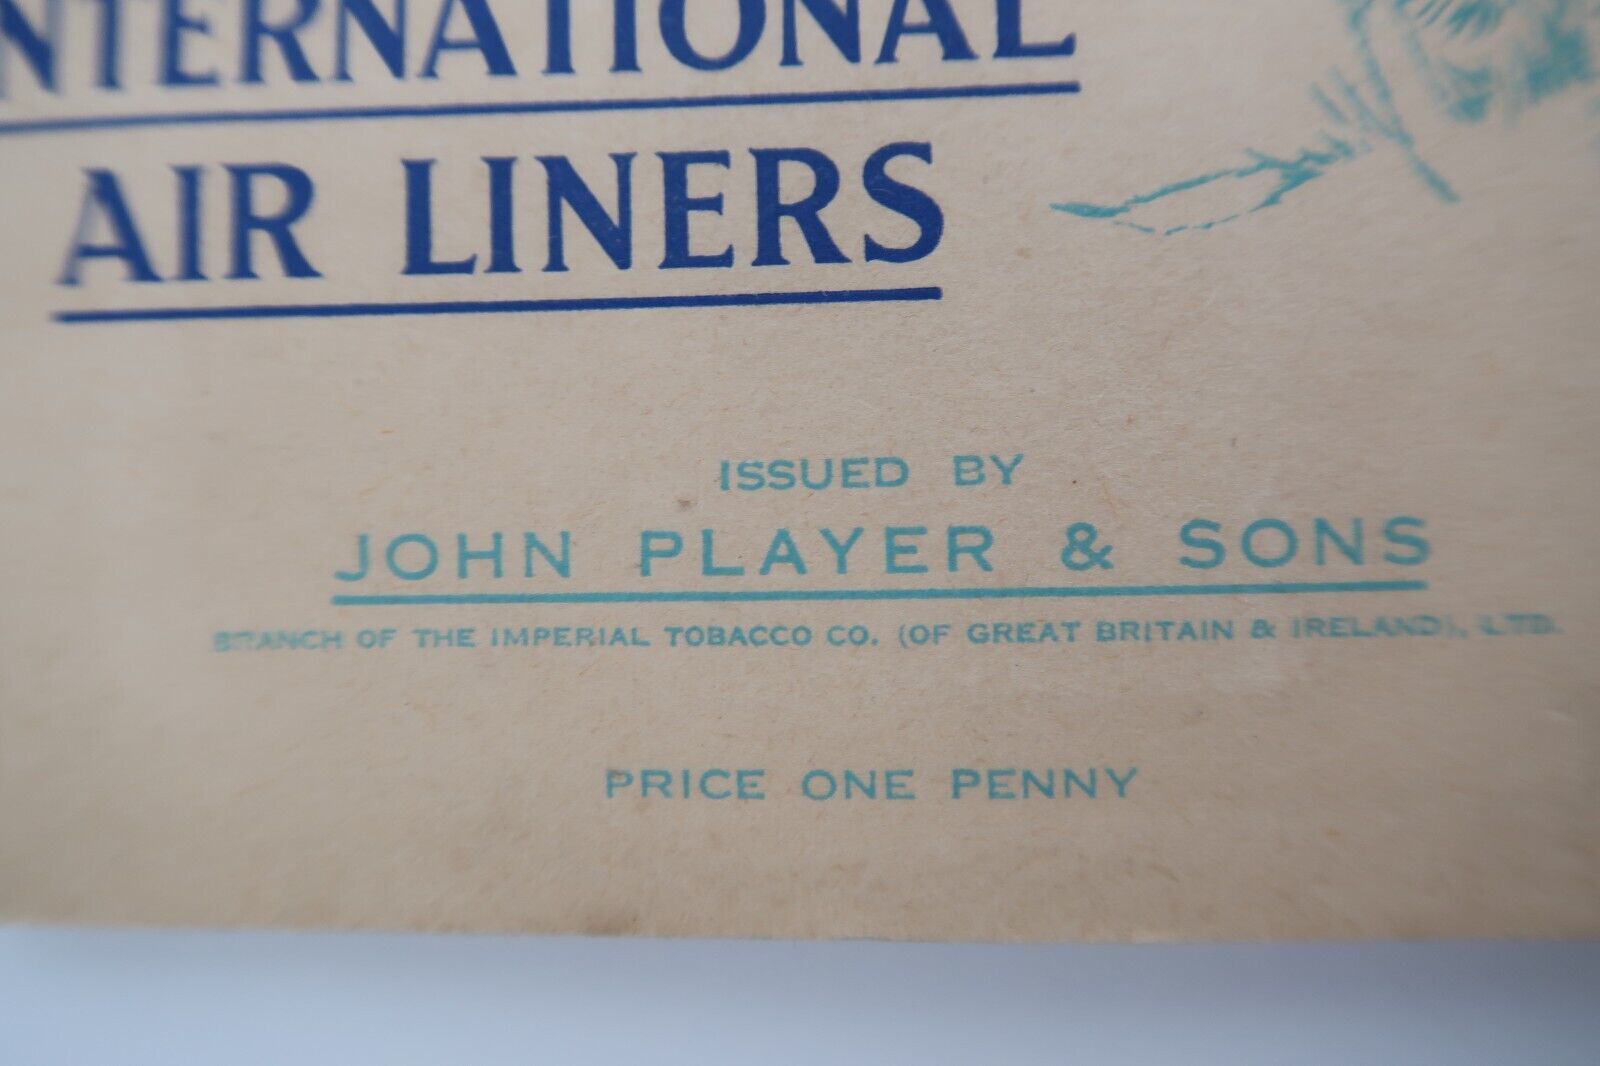 INTERNATIONAL
AIR LINERS
ISSUED BY
JOHN PLAYER & SONS
BRANCH OF THE IMPERIAL TOBACCO CO. (OF GREAT BRITAIN & IRELAND), LTD.
PRICE ONE PENNY